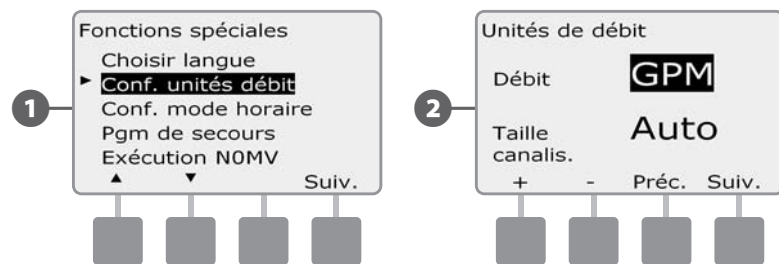 1
Fonctions spéciales
Choisir langue
Conf. unités débit
Conf. mode horaire
Pgm de secours
Exécution N0MV
Suiv.
2
Unités de débit
Débit GPM
Taille canalis. Auto
+ - Préc. Suiv.